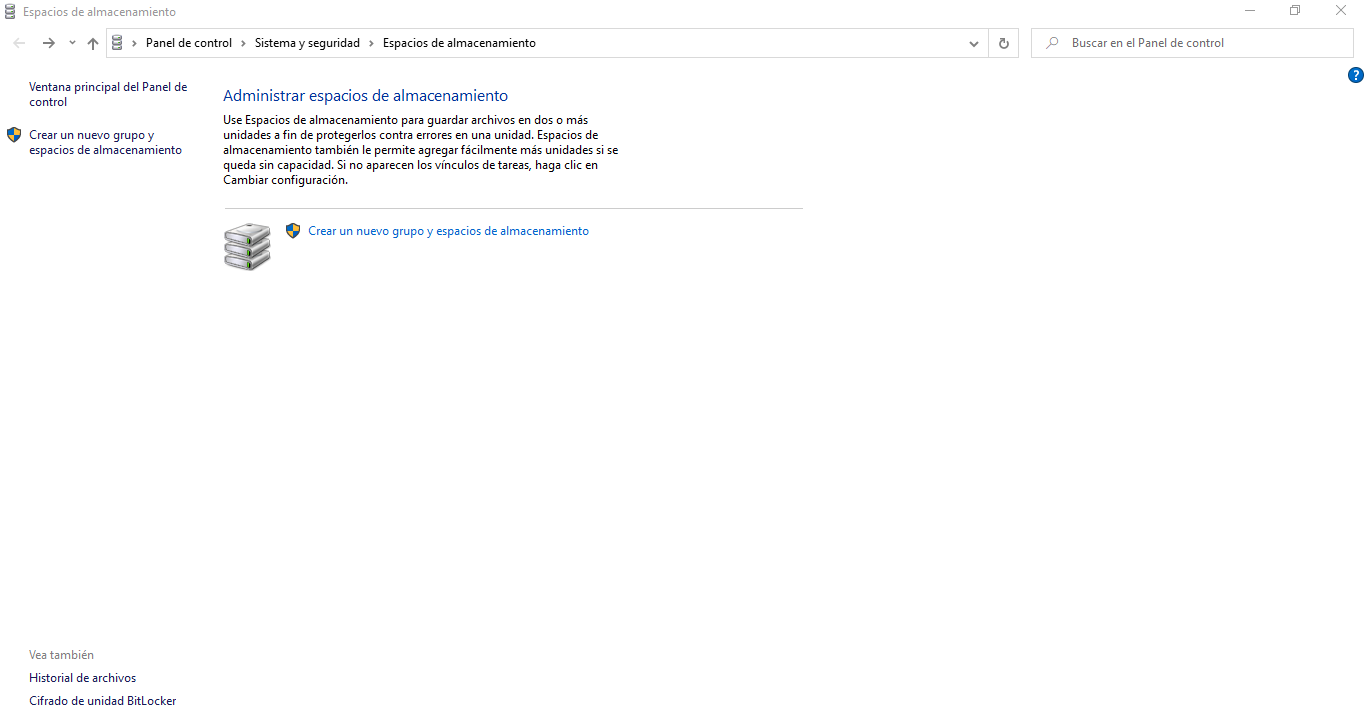 Espacios de almacenamiento
Panel de control > Sistema y seguridad > Espacios de almacenamiento
Buscar en el Panel de control
?
Ventana principal del Panel de
control
Crear un nuevo grupo y
espacios de almacenamiento
Administrar espacios de almacenamiento
Use Espacios de almacenamiento para guardar archivos en dos o más
unidades a fin de protegerlos contra errores en una unidad. Espacios de
almacenamiento también le permite agregar fácilmente más unidades si se
queda sin capacidad. Si no aparecen los vínculos de tareas, haga clic en
Cambiar configuración.
Crear un nuevo grupo y espacios de almacenamiento
Vea también
Historial de archivos
Cifrado de unidad BitLocker